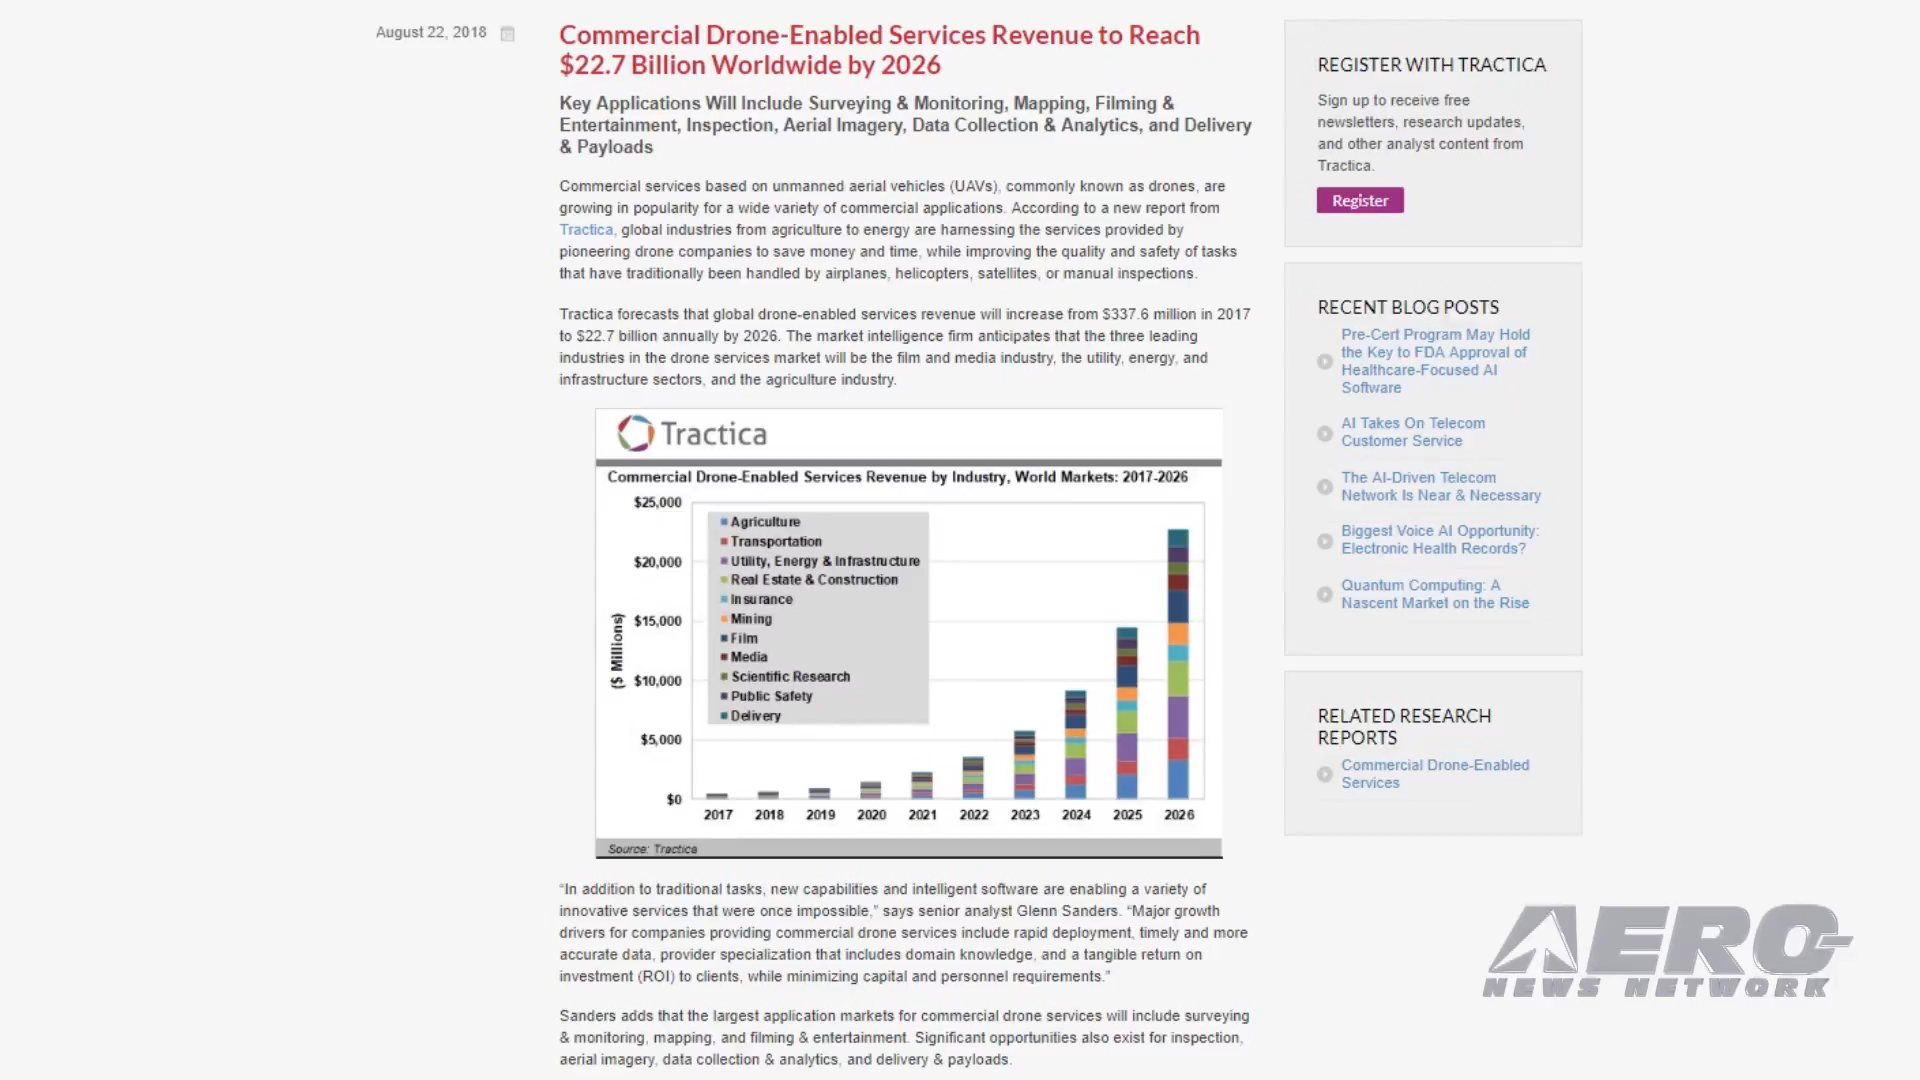 August 22, 2018
Commercial Drone-Enabled Services Revenue to Reach
$22.7 Billion Worldwide by 2026
Key Applications Will Include Surveying & Monitoring, Mapping, Filming &
Entertainment, Inspection, Aerial Imagery, Data Collection & Analytics, and Delivery
& Payloads
Commercial services based on unmanned aerial vehicles (UAVs), commonly known as drones, are
growing in popularity for a wide variety of commercial applications. According to a new report from
Tractica, global industries from agriculture to energy are harnessing the services provided by
pioneering drone companies to save money and time, while improving the quality and safety of tasks
that have traditionally been handled by airplanes, helicopters, satellites, or manual inspections.
Tractica forecasts that global drone-enabled services revenue will increase from $337.6 million in 2017
to $22.7 billion annually by 2026. The market intelligence firm anticipates that the three leading
industries in the drone services market will be the film and media industry, the utility, energy, and
infrastructure sectors, and the agriculture industry.
Tractica
Commercial Drone-Enabled Services Revenue by Industry, World Markets: 2017-2026
($ Millions)
$25,000
$20,000
$15,000
$10,000
$5,000
$0
Agriculture
Transportation
Utility, Energy & Infrastructure
Real Estate & Construction
Insurance
Mining
Film
Media
Scientific Research
Public Safety
Delivery
2017 2018 2019 2020 2021 2022 2023 2024 2025 2026
Source: Tractica
“In addition to traditional tasks, new capabilities and intelligent software are enabling a variety of
innovative services that were once impossible,” says senior analyst Glenn Sanders. “Major growth
drivers for companies providing commercial drone services include rapid deployment, timely and more
accurate data, provider specialization that includes domain knowledge, and a tangible return on
investment (ROI) to clients, while minimizing capital and personnel requirements.”
Sanders adds that the largest application markets for commercial drone services will include surveying
& monitoring, mapping, and filming & entertainment. Significant opportunities also exist for inspection,
aerial imagery, data collection & analytics, and delivery & payloads.
REGISTER WITH TRACTICA
Sign up to receive free
newsletters, research updates,
and other analyst content from
Tractica.
Register
RECENT BLOG POSTS
Pre-Cert Program May Hold
the Key to FDA Approval of
Healthcare-Focused AI
Software
AI Takes On Telecom
Customer Service
The AI-Driven Telecom
Network Is Near & Necessary
Biggest Voice AI Opportunity:
Electronic Health Records?
Quantum Computing: A
Nascent Market on the Rise
RELATED RESEARCH
REPORTS
Commercial Drone-Enabled
Services
AERO-
NEWS NETWORK